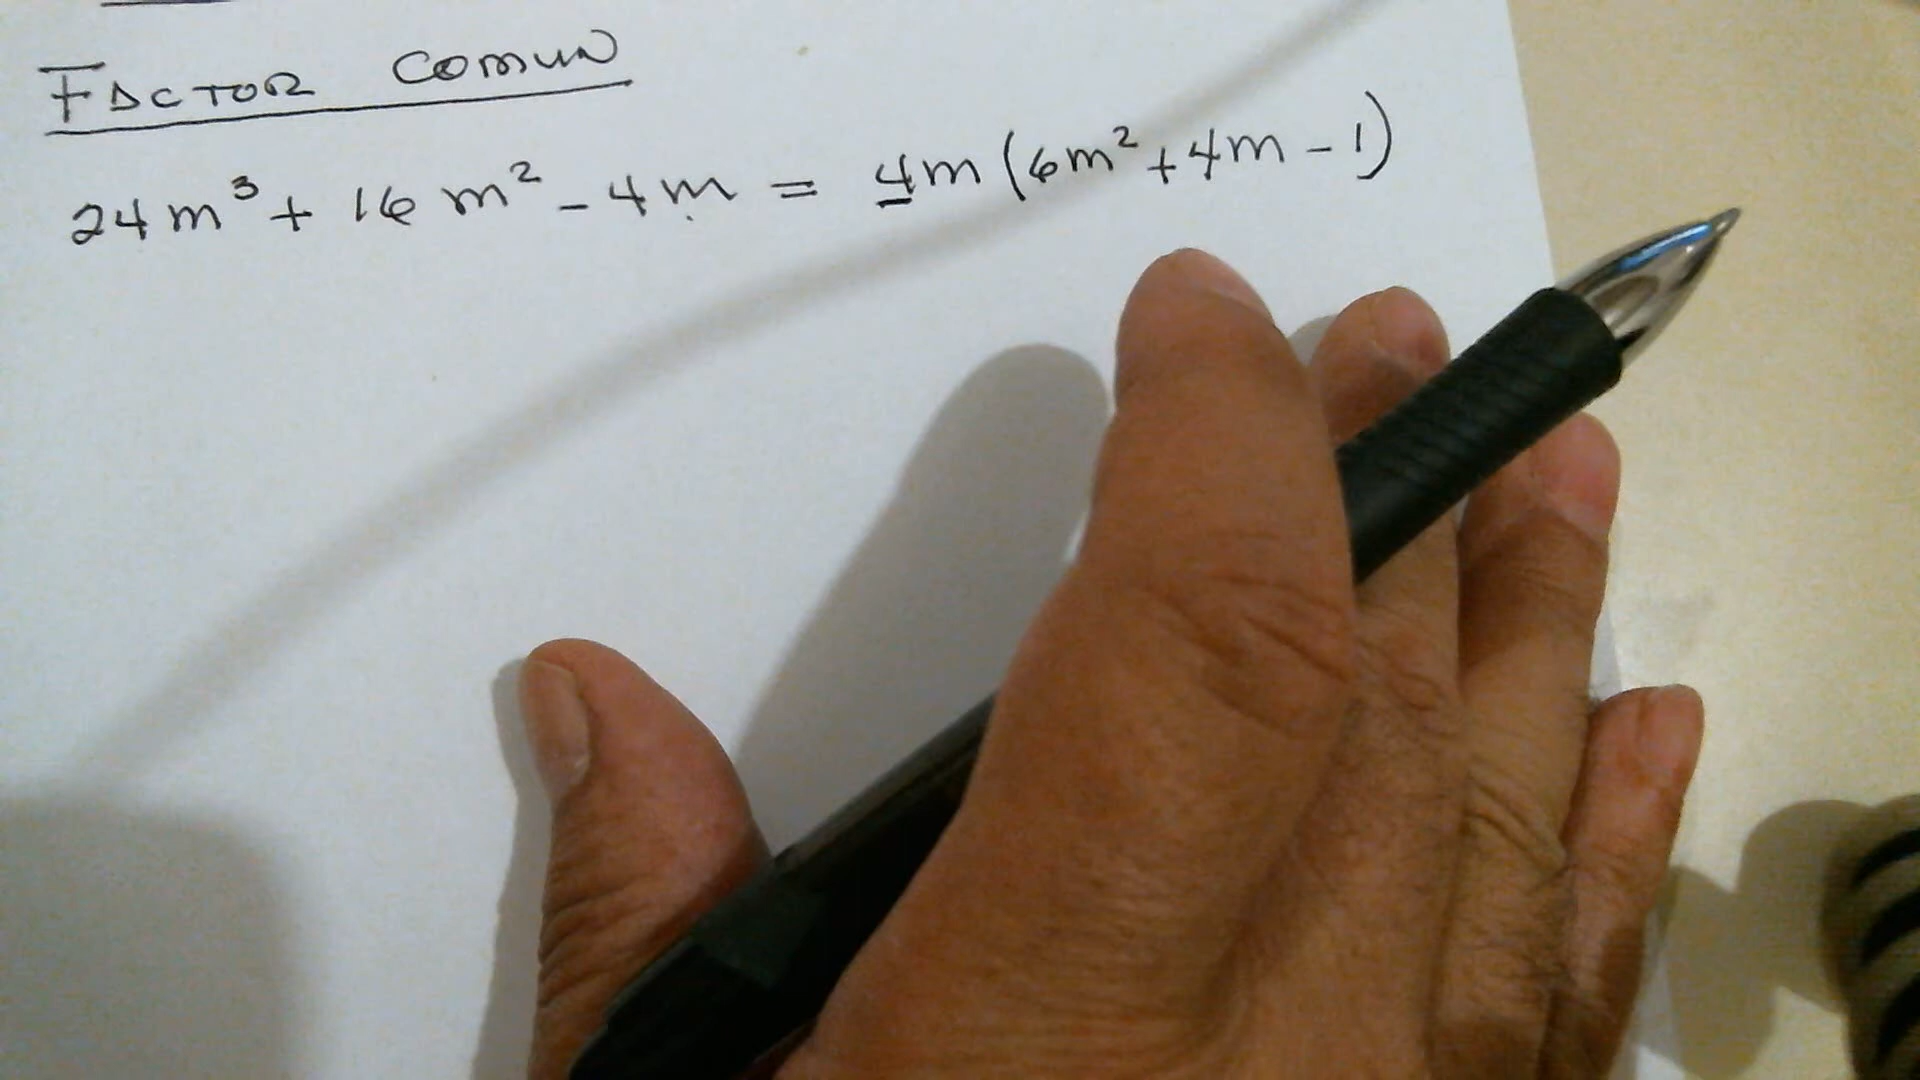 FACTOR COMUN
24m³ + 16m² - 4m = 4m (6m² + 4m - 1)